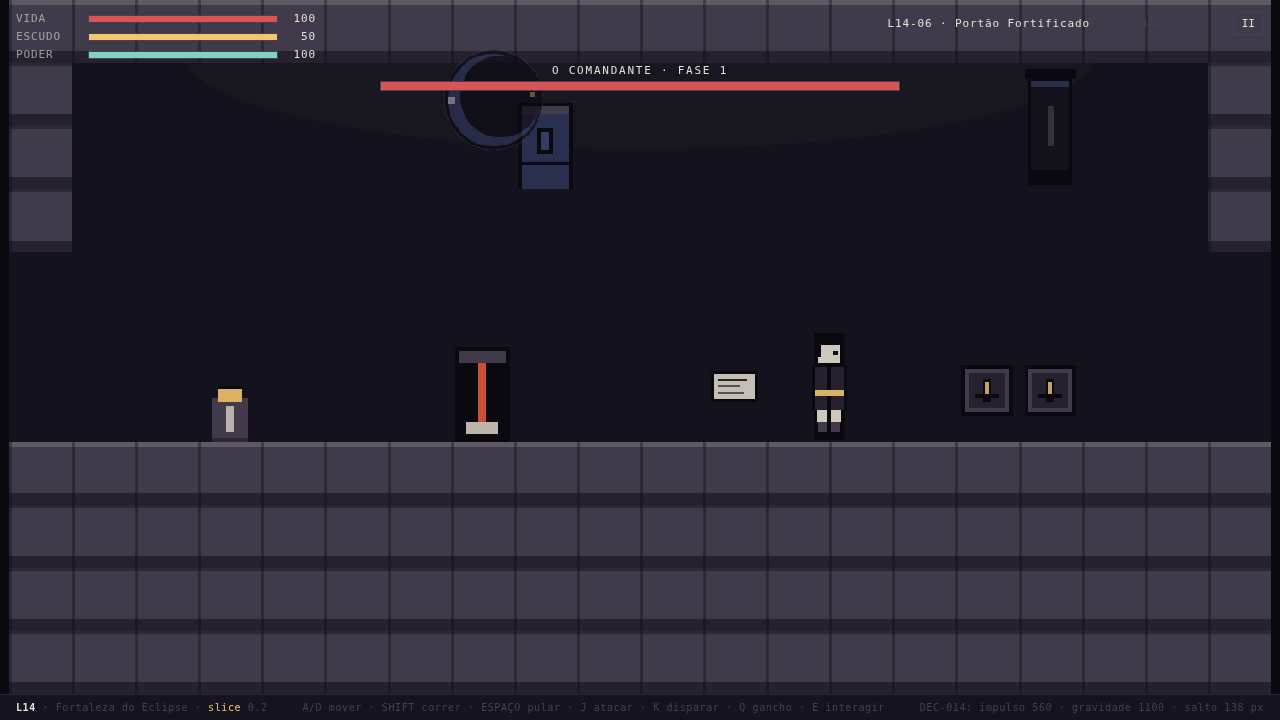 VIDA 100
ESCUDO 50
PODER 100
L14-06 · Portão Fortificado
II
O COMANDANTE · FASE 1
L14 · Fortaleza do Eclipse · slice 0.2
A/D mover · SHIFT correr · ESPAÇO pular · J atacar · K disparar · Q gancho · E interagir
DEC-014: impulso 560 · gravidade 1100 · salto 138 px